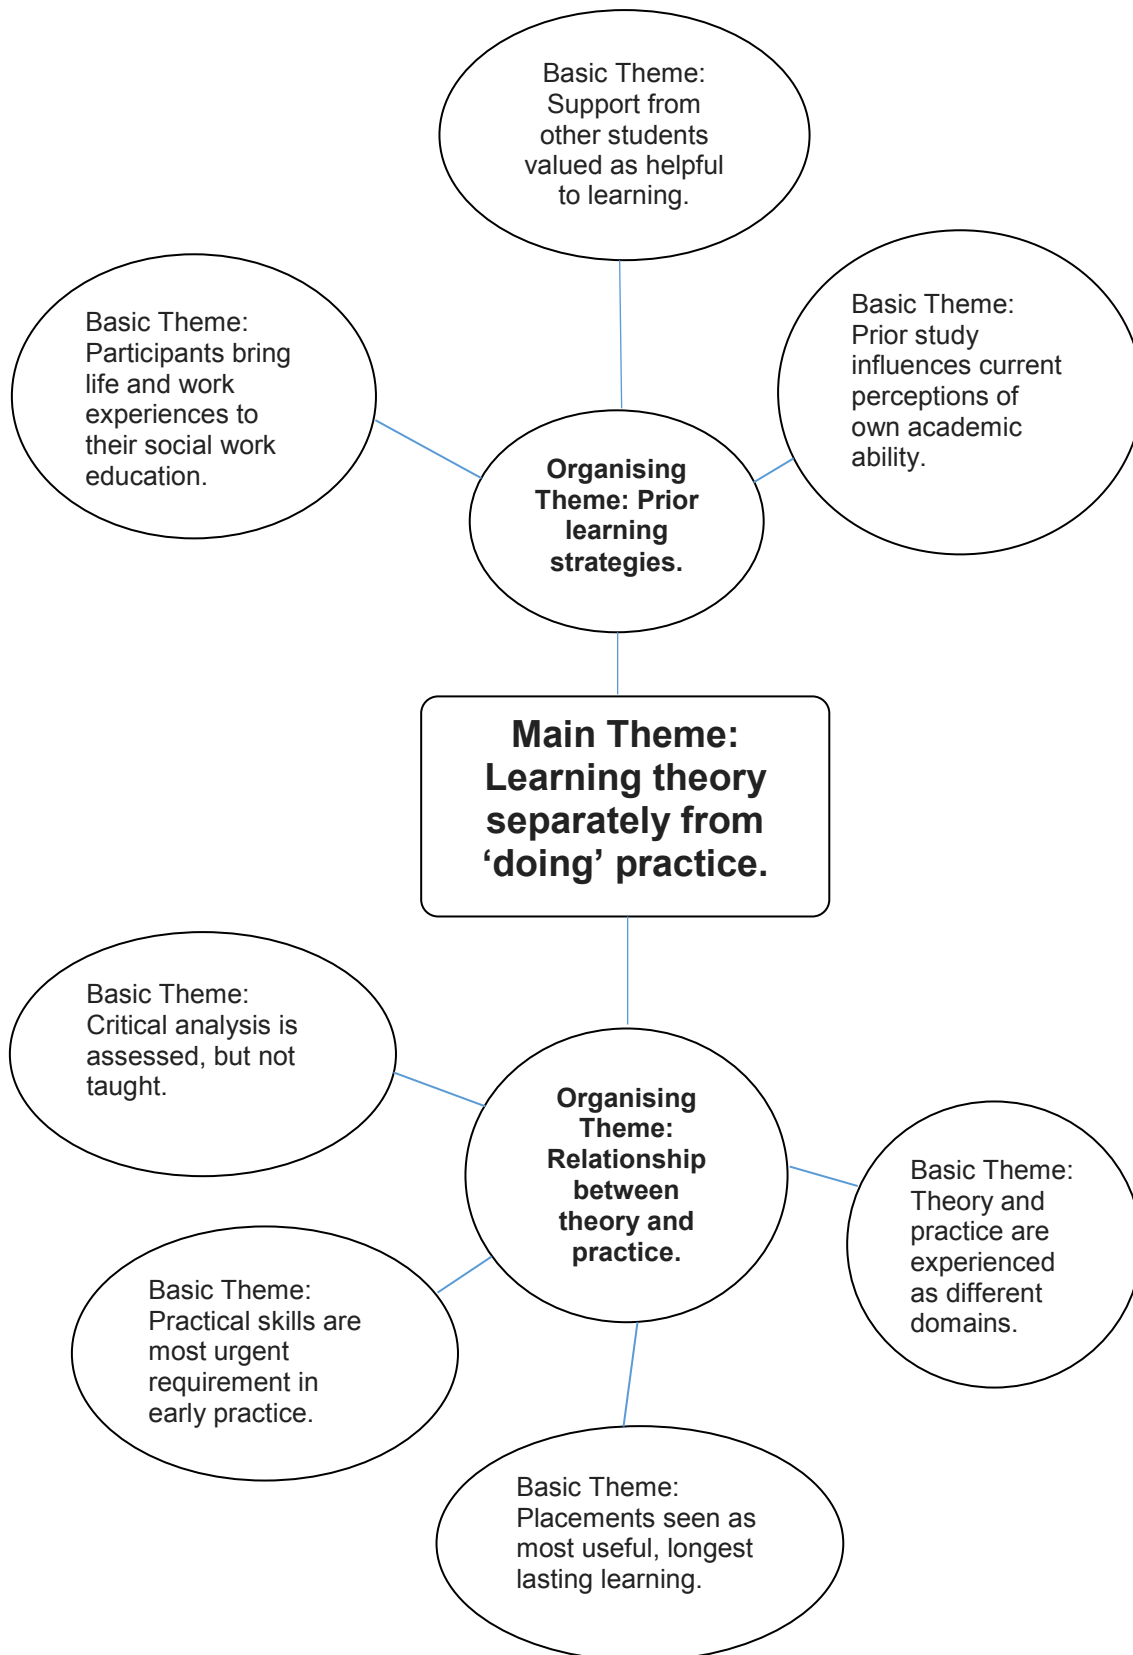 Basic Theme:
Support from
other students
valued as helpful
to learning.
Basic Theme:
Participants bring
life and work
experiences to
their social work
education.
Basic Theme:
Prior study
influences current
perceptions of
own academic
ability.
Organising
Theme: Prior
learning
strategies.
Main Theme:
Learning theory
separately from
‘doing’ practice.
Basic Theme:
Critical analysis is
assessed, but not
taught.
Organising
Theme:
Relationship
between
theory and
practice.
Basic Theme:
Theory and
practice are
experienced
as different
domains.
Basic Theme:
Practical skills are
most urgent
requirement in
early practice.
Basic Theme:
Placements seen as
most useful, longest
lasting learning.